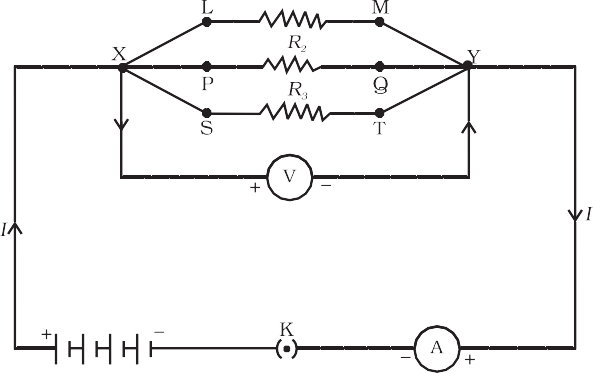 L M
R2
X Y
P Q
R3
S T
+ V −
I I
+ − K
− A +